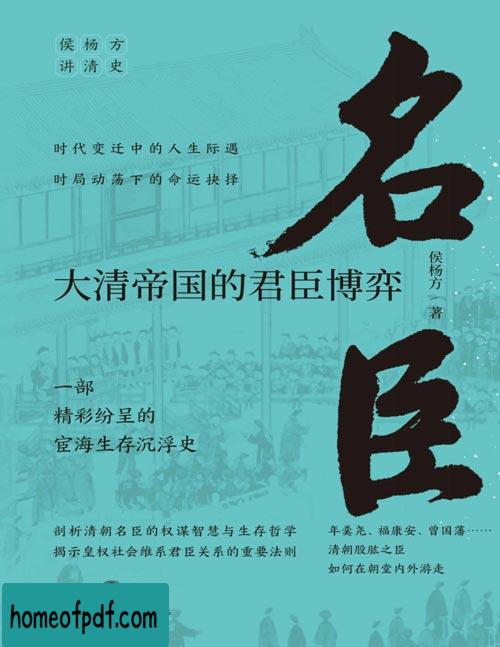 侯杨方
讲清史
时代变迁中的人生际遇
时局动荡下的命运抉择
名臣
侯杨方／著
大清帝国的君臣博弈
一部
精彩纷呈的
宦海生存沉浮史
剖析清朝名臣的权谋智慧与生存哲学
揭示皇权社会维系君臣关系的重要法则
年羹尧、福康安、曾国藩……
清朝股肱之臣
如何在朝堂内外游走
homeofpdf.com